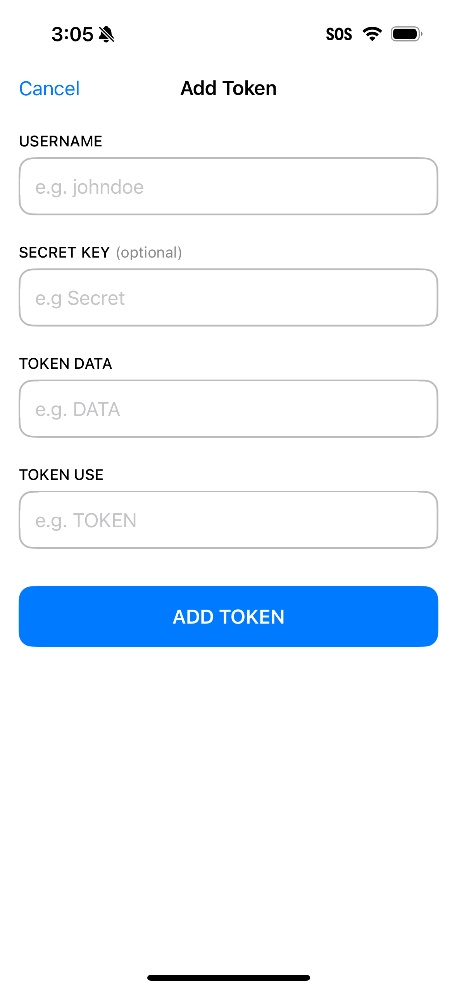 3:05
SOS
Cancel
Add Token
USERNAME
e.g. johndoe
SECRET KEY (optional)
e.g Secret
TOKEN DATA
e.g. DATA
TOKEN USE
e.g. TOKEN
ADD TOKEN